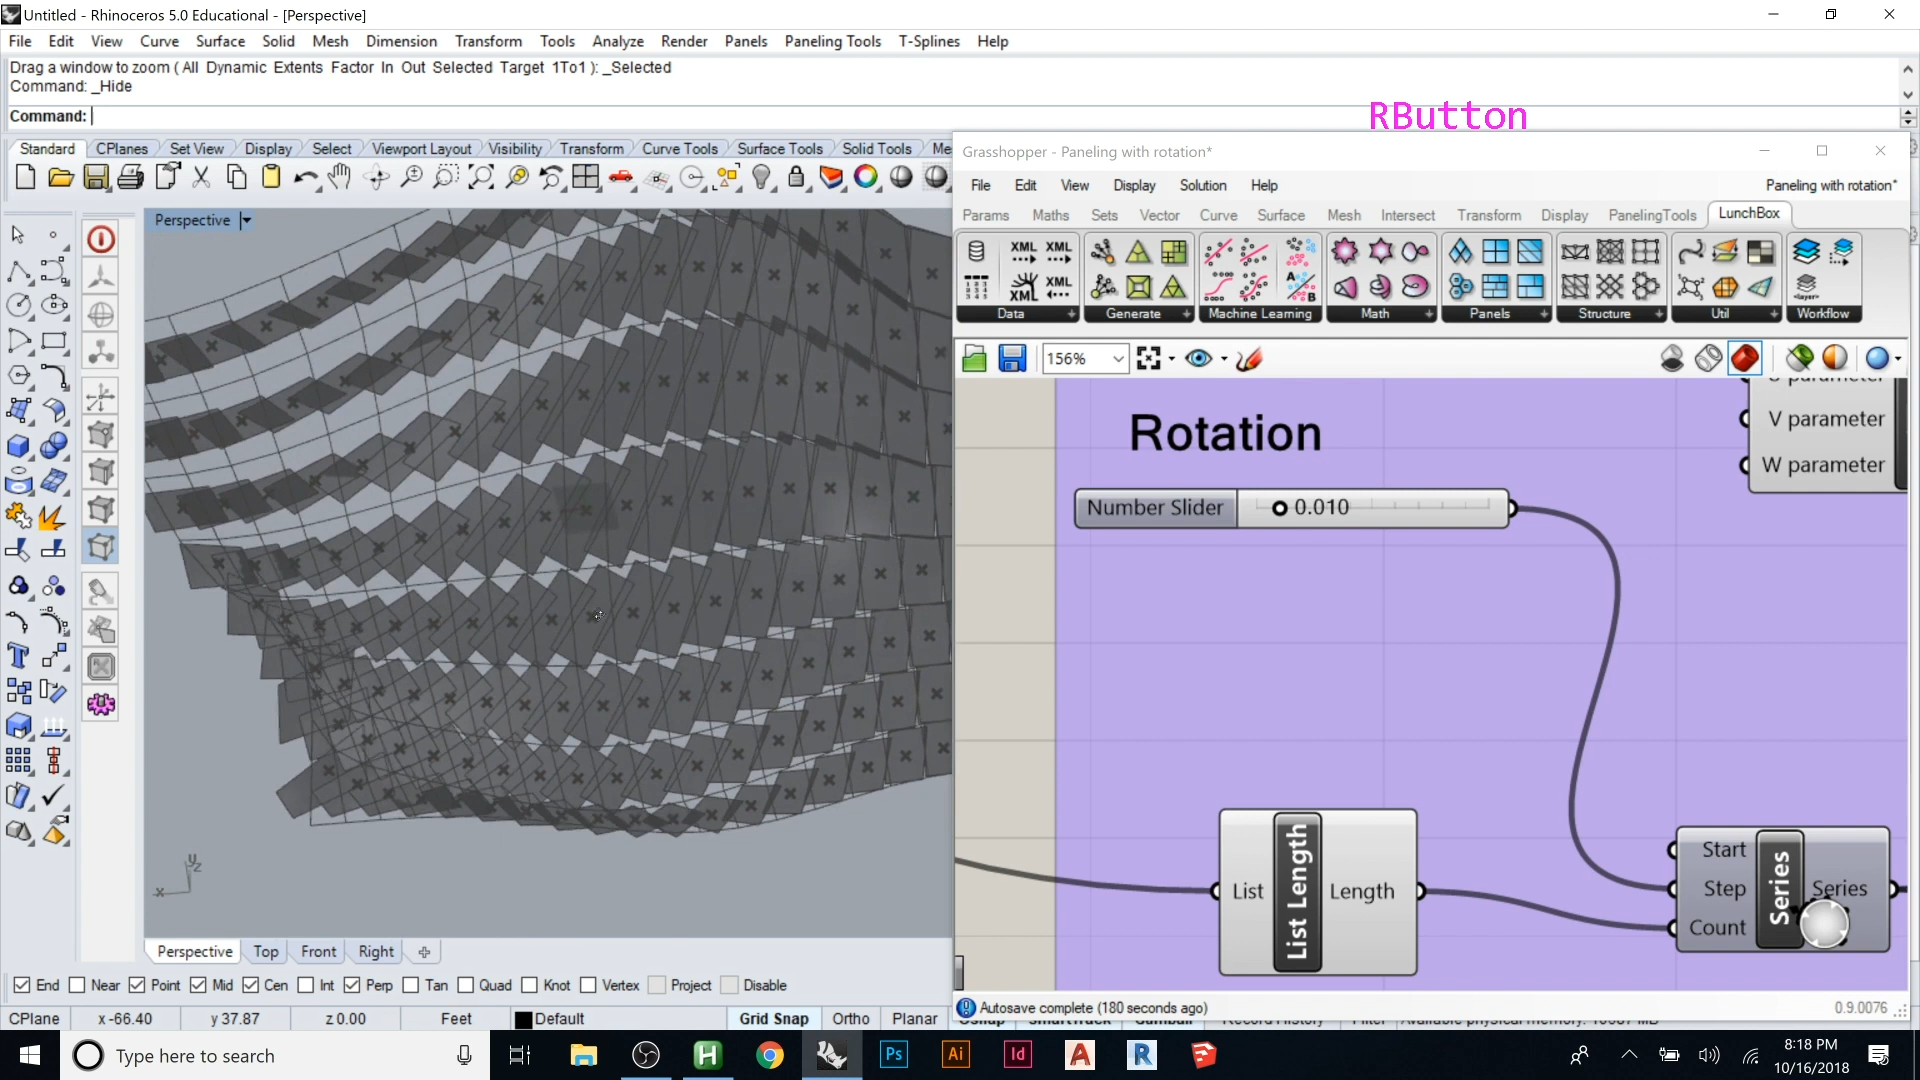 Untitled - Rhinoceros 5.0 Educational - [Perspective]
File Edit View Curve Surface Solid Mesh Dimension Transform Tools Analyze Render Panels Paneling Tools T-Splines Help
Drag a window to zoom ( All Dynamic Extents Factor In Out Selected Target 1To1 ): _Selected
Command: _Hide
Command:
RButton
Standard CPlanes Set View Display Select Viewport Layout Visibility Transform Curve Tools Surface Tools Solid Tools Me
Grasshopper - Paneling with rotation*
File Edit View Display Solution Help Paneling with rotation*
Params Maths Sets Vector Curve Surface Mesh Intersect Transform Display PanelingTools LunchBox
XML XML
XML XML
Data Generate Machine Learning Math Panels Structure Util Workflow
156%
Perspective
Rotation
V parameter
W parameter
Number Slider 0.010
List List Length Length
Start
Step
Count
Series
Series
y
z
x
Perspective Top Front Right
End Near Point Mid Cen Int Perp Tan Quad Knot Vertex Project Disable
Autosave complete (180 seconds ago) 0.9.0076
CPlane x -66.40 y 37.87 z 0.00 Feet Default Grid Snap Ortho Planar
Type here to search
Ps Ai Id A R
8:18 PM
10/16/2018